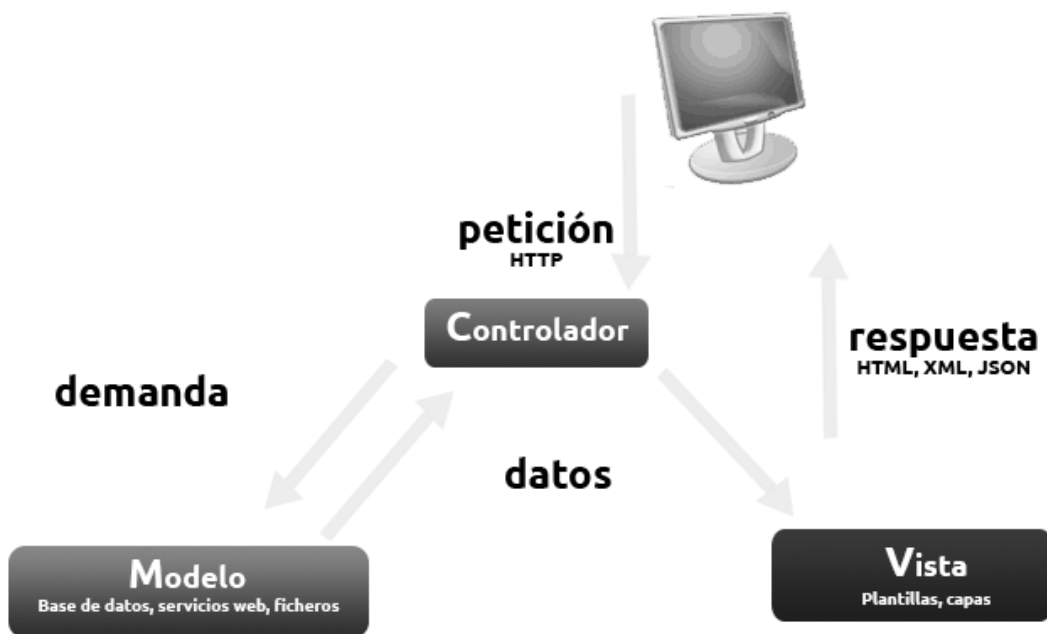 petición
HTTP
Controlador
respuesta
HTML, XML, JSON
demanda
datos
Modelo
Base de datos, servicios web, ficheros
Vista
Plantillas, capas